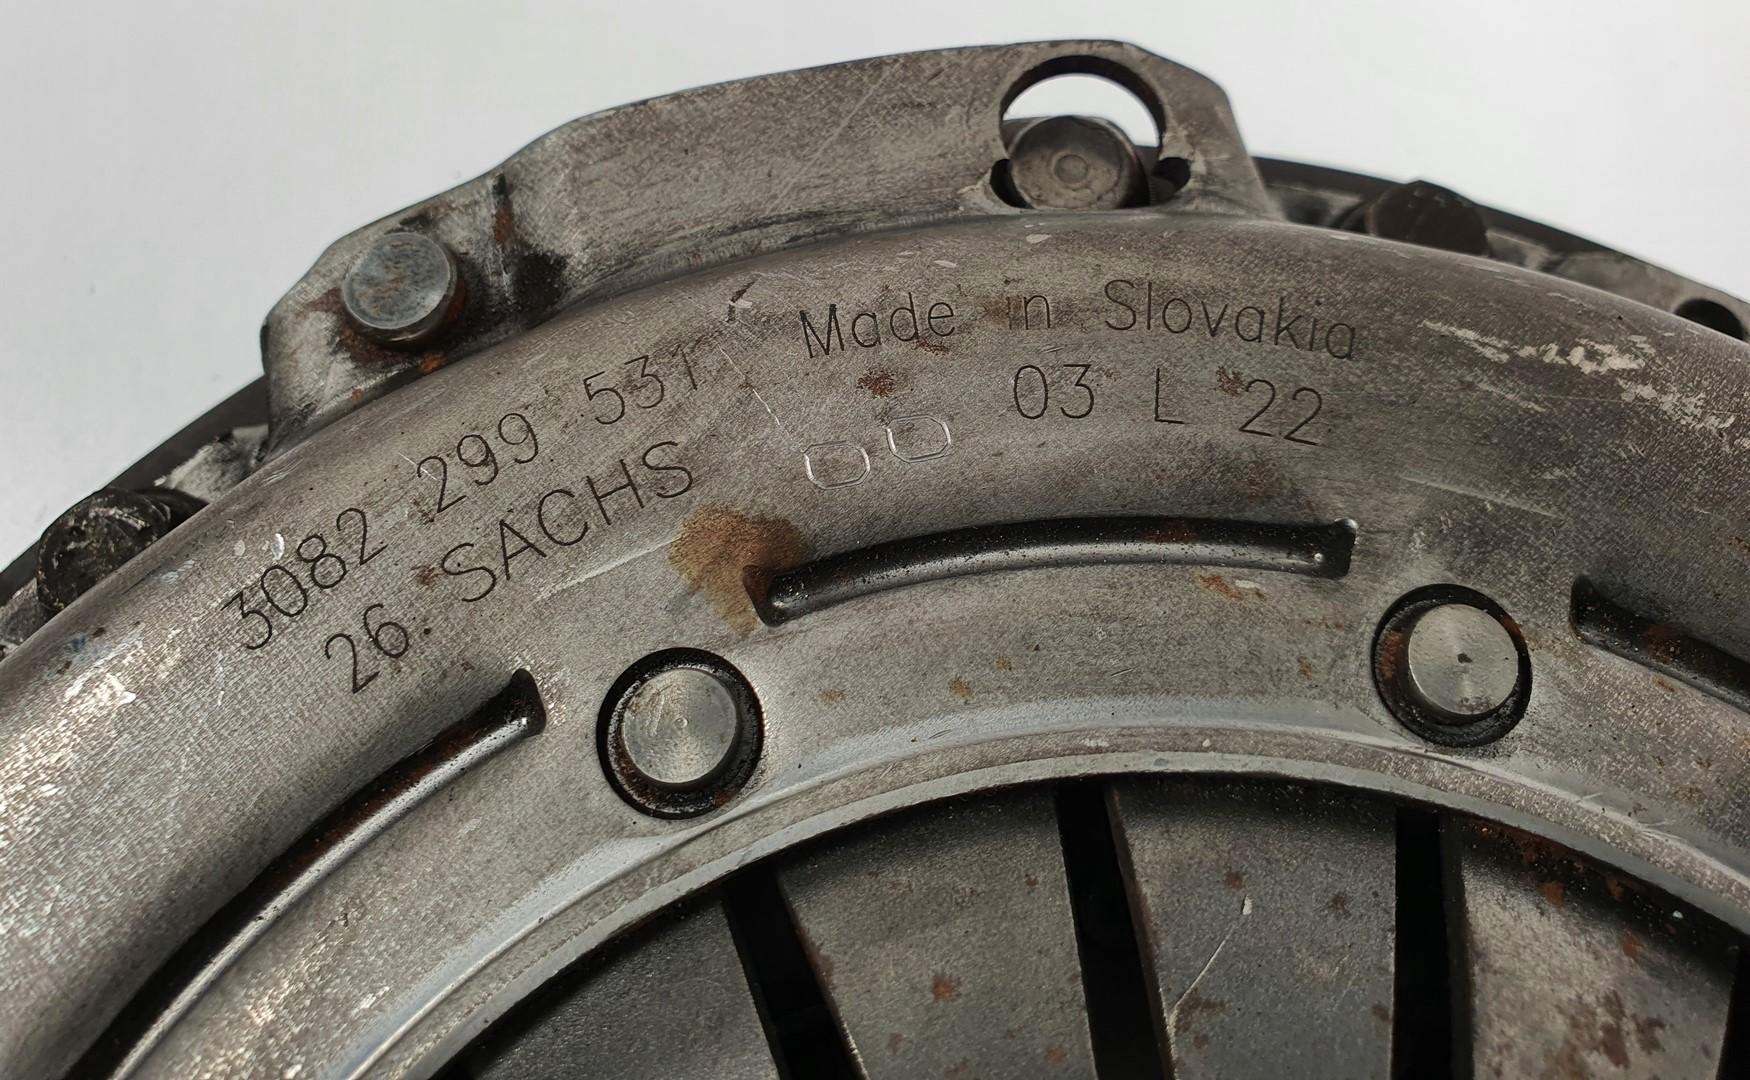 3082 299 531
26. SACHS
Made in Slovakia
03 L 22